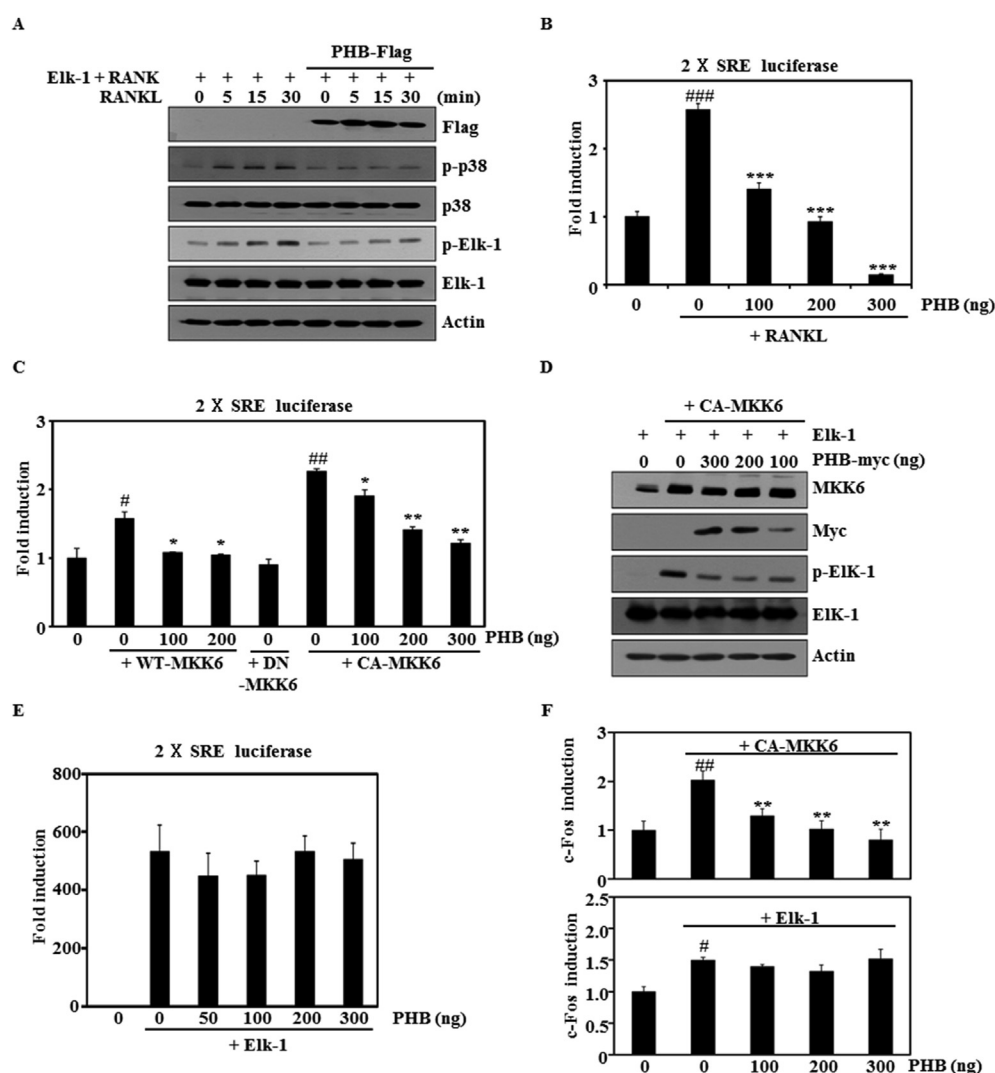 A
PHB-Flag
Elk-1 + RANK + + + + + + + +
RANKL 0 5 15 30 0 5 15 30 (min)
Flag
p-p38
p38
p-Elk-1
Elk-1
Actin
B
2 X SRE luciferase
Fold induction
3
2
1
0
###
***
***
***
0 0 100 200 300 PHB (ng)
+ RANKL
C
2 X SRE luciferase
Fold induction
3
2
1
0
#
*
*
##
*
**
**
0 0 100 200 0 0 100 200 300 PHB (ng)
+ WT-MKK6
+ DN
-MKK6
+ CA-MKK6
D
+ CA-MKK6
+ + + + + Elk-1
0 0 300 200 100 PHB-myc (ng)
MKK6
Myc
p-ElK-1
ElK-1
Actin
E
2 X SRE luciferase
Fold induction
800
600
400
200
0
0 0 50 100 200 300 PHB (ng)
+ Elk-1
F
+ CA-MKK6
c-Fos induction
3
2
1
0
##
**
**
**
+ Elk-1
c-Fos induction
2.5
2.0
1.5
1.0
0.5
0
#
0 0 100 200 300 PHB (ng)